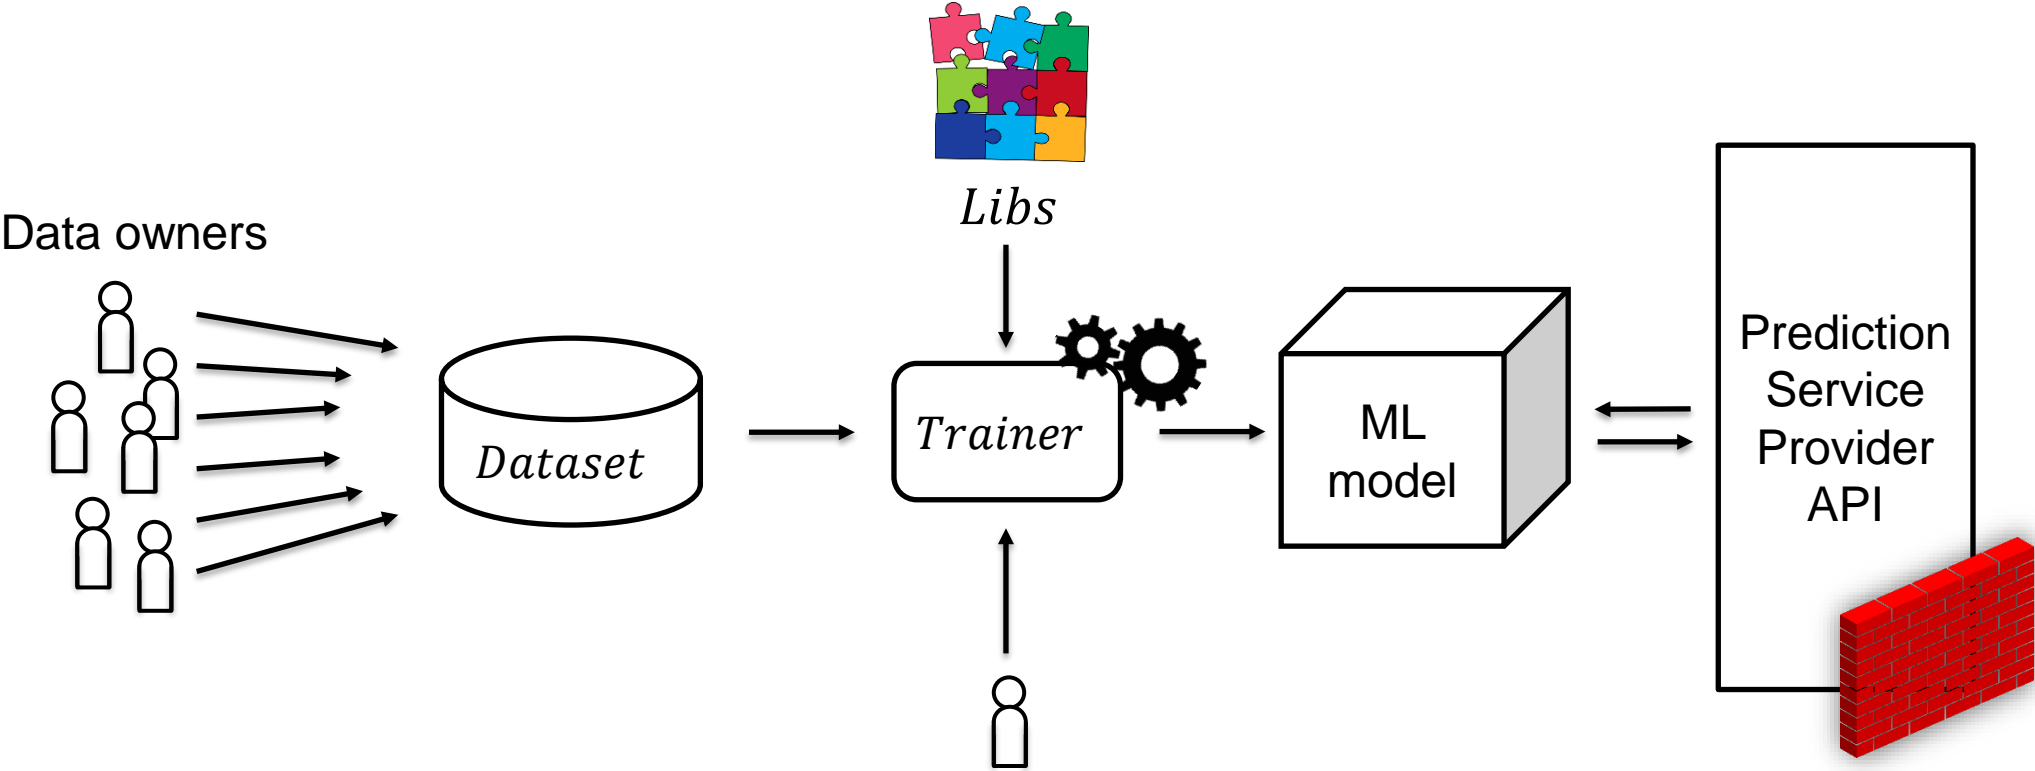 Libs
Data owners
Dataset
Trainer
ML
model
Prediction
Service
Provider
API